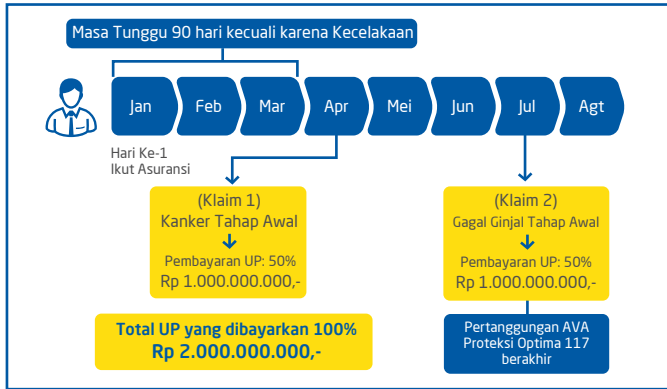 Masa Tunggu 90 hari kecuali karena Kecelakaan
Jan Feb Mar Apr Mei Jun Jul Agt
Hari Ke-1
Ikut Asuransi
(Klaim 1)
Kanker Tahap Awal
Pembayaran UP: 50%
Rp 1.000.000.000,-
(Klaim 2)
Gagal Ginjal Tahap Awal
Pembayaran UP: 50%
Rp 1.000.000.000,-
Total UP yang dibayarkan 100%
Rp 2.000.000.000,-
Pertanggungan AVA
Proteksi Optima 117
berakhir